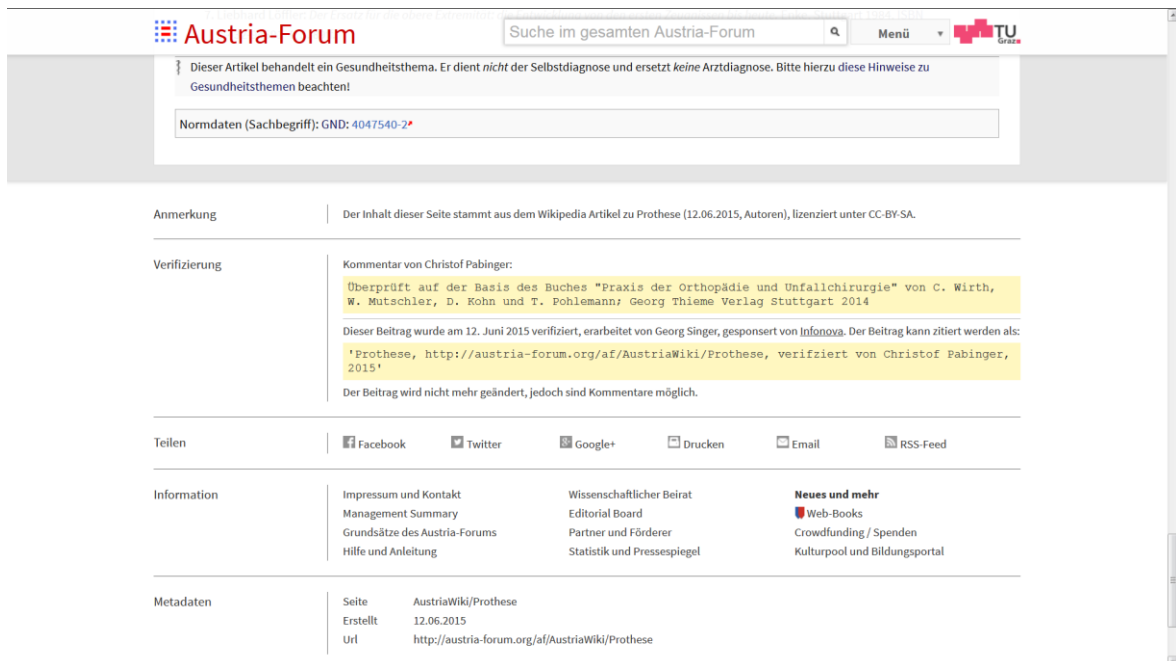 Austria-Forum
Suche im gesamten Austria-Forum
Menü
TU
Graz
Dieser Artikel behandelt ein Gesundheitsthema. Er dient nicht der Selbstdiagnose und ersetzt keine Arztdiagnose. Bitte hierzu diese Hinweise zu
Gesundheitsthemen beachten!
Normdaten (Sachbegriff): GND: 4047540-2
Anmerkung
Der Inhalt dieser Seite stammt aus dem Wikipedia Artikel zu Prothese (12.06.2015, Autoren), lizenziert unter CC-BY-SA.
Verifizierung
Kommentar von Christof Pabinger:
Überprüft auf der Basis des Buches "Praxis der Orthopädie und Unfallchirurgie" von C. Wirth,
W. Mutschler, D. Kohn und T. Pohlemann; Georg Thieme Verlag Stuttgart 2014
Dieser Beitrag wurde am 12. Juni 2015 verifiziert, erarbeitet von Georg Singer, gesponsert von Infonova. Der Beitrag kann zitiert werden als:
'Prothese, http://austria-forum.org/af/AustriaWiki/Prothese, verifziert von Christof Pabinger,
2015'
Der Beitrag wird nicht mehr geändert, jedoch sind Kommentare möglich.
Teilen
Facebook Twitter Google+ Drucken Email RSS-Feed
Information
Impressum und Kontakt Wissenschaftlicher Beirat Neues und mehr
Management Summary Editorial Board Web-Books
Grundsätze des Austria-Forums Partner und Förderer Crowdfunding / Spenden
Hilfe und Anleitung Statistik und Pressespiegel Kulturpool und Bildungsportal
Metadaten
Seite AustriaWiki/Prothese
Erstellt 12.06.2015
Url http://austria-forum.org/af/AustriaWiki/Prothese